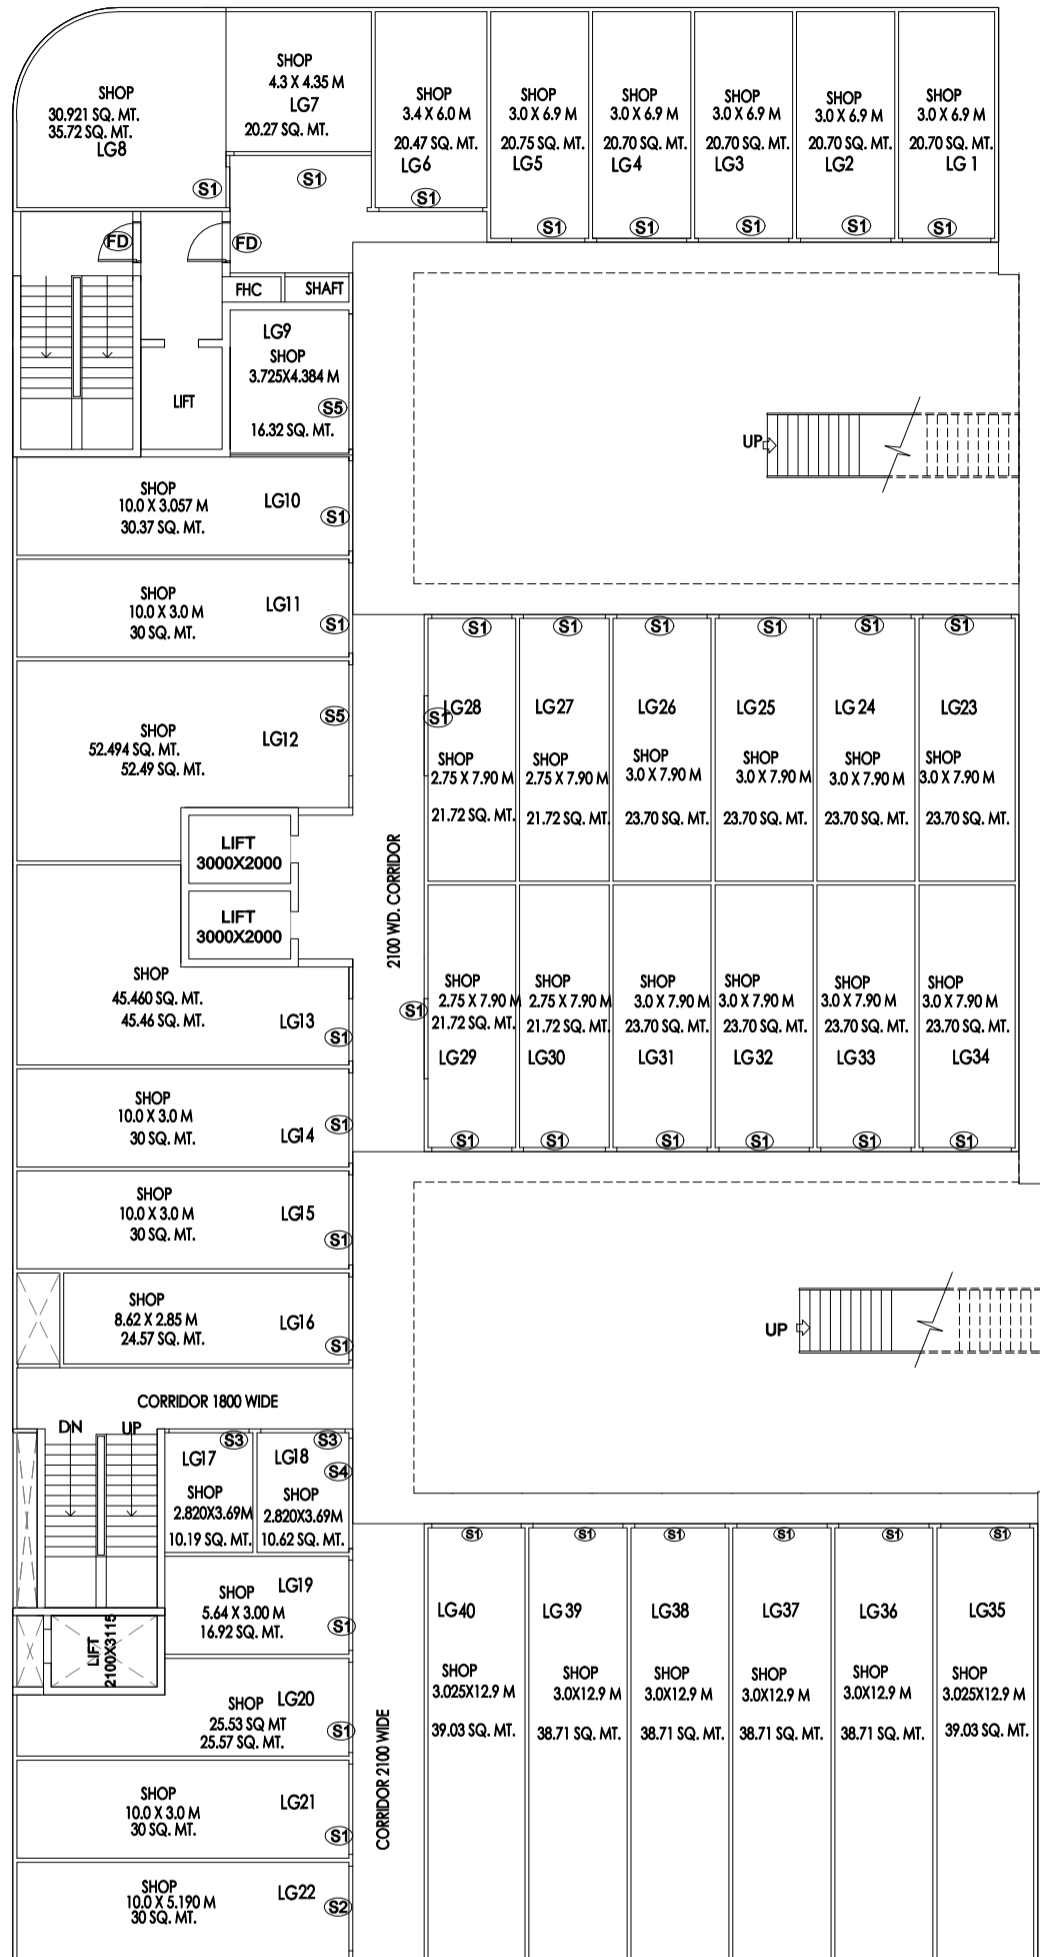 SHOP
30.921 SQ. MT.
35.72 SQ. MT.
LG8
S1
SHOP
4.3 X 4.35 M
LG7
20.27 SQ. MT.
S1
SHOP
3.4 X 6.0 M
20.47 SQ. MT.
LG6
S1
SHOP
3.0 X 6.9 M
20.75 SQ. MT.
LG5
S1
SHOP
3.0 X 6.9 M
20.70 SQ. MT.
LG4
S1
SHOP
3.0 X 6.9 M
20.70 SQ. MT.
LG3
S1
SHOP
3.0 X 6.9 M
20.70 SQ. MT.
LG2
S1
SHOP
3.0 X 6.9 M
20.70 SQ. MT.
LG 1
S1
FD
FD
FHC
SHAFT
LG9
SHOP
3.725X4.384 M
S5
16.32 SQ. MT.
LIFT
UP
SHOP
10.0 X 3.057 M
30.37 SQ. MT.
LG10
S1
SHOP
10.0 X 3.0 M
30 SQ. MT.
LG11
S1
SHOP
52.494 SQ. MT.
52.49 SQ. MT.
LG12
S5
LIFT
3000X2000
LIFT
3000X2000
2100 WD. CORRIDOR
S1
S1
LG28
SHOP
2.75 X 7.90 M
21.72 SQ. MT.
S1
LG27
SHOP
2.75 X 7.90 M
21.72 SQ. MT.
S1
LG26
SHOP
3.0 X 7.90 M
23.70 SQ. MT.
S1
LG25
SHOP
3.0 X 7.90 M
23.70 SQ. MT.
S1
LG 24
SHOP
3.0 X 7.90 M
23.70 SQ. MT.
S1
LG23
SHOP
3.0 X 7.90 M
23.70 SQ. MT.
SHOP
45.460 SQ. MT.
45.46 SQ. MT.
LG13
S1
S1
SHOP
2.75 X 7.90 M
21.72 SQ. MT.
LG29
S1
SHOP
2.75 X 7.90 M
21.72 SQ. MT.
LG30
S1
SHOP
3.0 X 7.90 M
23.70 SQ. MT.
LG31
S1
SHOP
3.0 X 7.90 M
23.70 SQ. MT.
LG32
S1
SHOP
3.0 X 7.90 M
23.70 SQ. MT.
LG33
S1
SHOP
3.0 X 7.90 M
23.70 SQ. MT.
LG34
S1
SHOP
10.0 X 3.0 M
30 SQ. MT.
LG14
S1
SHOP
10.0 X 3.0 M
30 SQ. MT.
LG15
S1
SHOP
8.62 X 2.85 M
24.57 SQ. MT.
LG16
S1
UP
CORRIDOR 1800 WIDE
DN
UP
S3
LG17
SHOP
2.820X3.69M
10.19 SQ. MT.
S3
LG18
S4
SHOP
2.820X3.69M
10.62 SQ. MT.
LG19
SHOP
5.64 X 3.00 M
16.92 SQ. MT.
S1
LIFT
2100X3115
LG20
SHOP
25.53 SQ MT
25.57 SQ. MT.
S1
CORRIDOR 2100 WIDE
SHOP
10.0 X 3.0 M
30 SQ. MT.
LG21
S1
SHOP
10.0 X 5.190 M
30 SQ. MT.
LG22
S2
S1
LG40
SHOP
3.025X12.9 M
39.03 SQ. MT.
S1
LG 39
SHOP
3.0X12.9 M
38.71 SQ. MT.
S1
LG38
SHOP
3.0X12.9 M
38.71 SQ. MT.
S1
LG37
SHOP
3.0X12.9 M
38.71 SQ. MT.
S1
LG36
SHOP
3.0X12.9 M
38.71 SQ. MT.
S1
LG35
SHOP
3.025X12.9 M
39.03 SQ. MT.